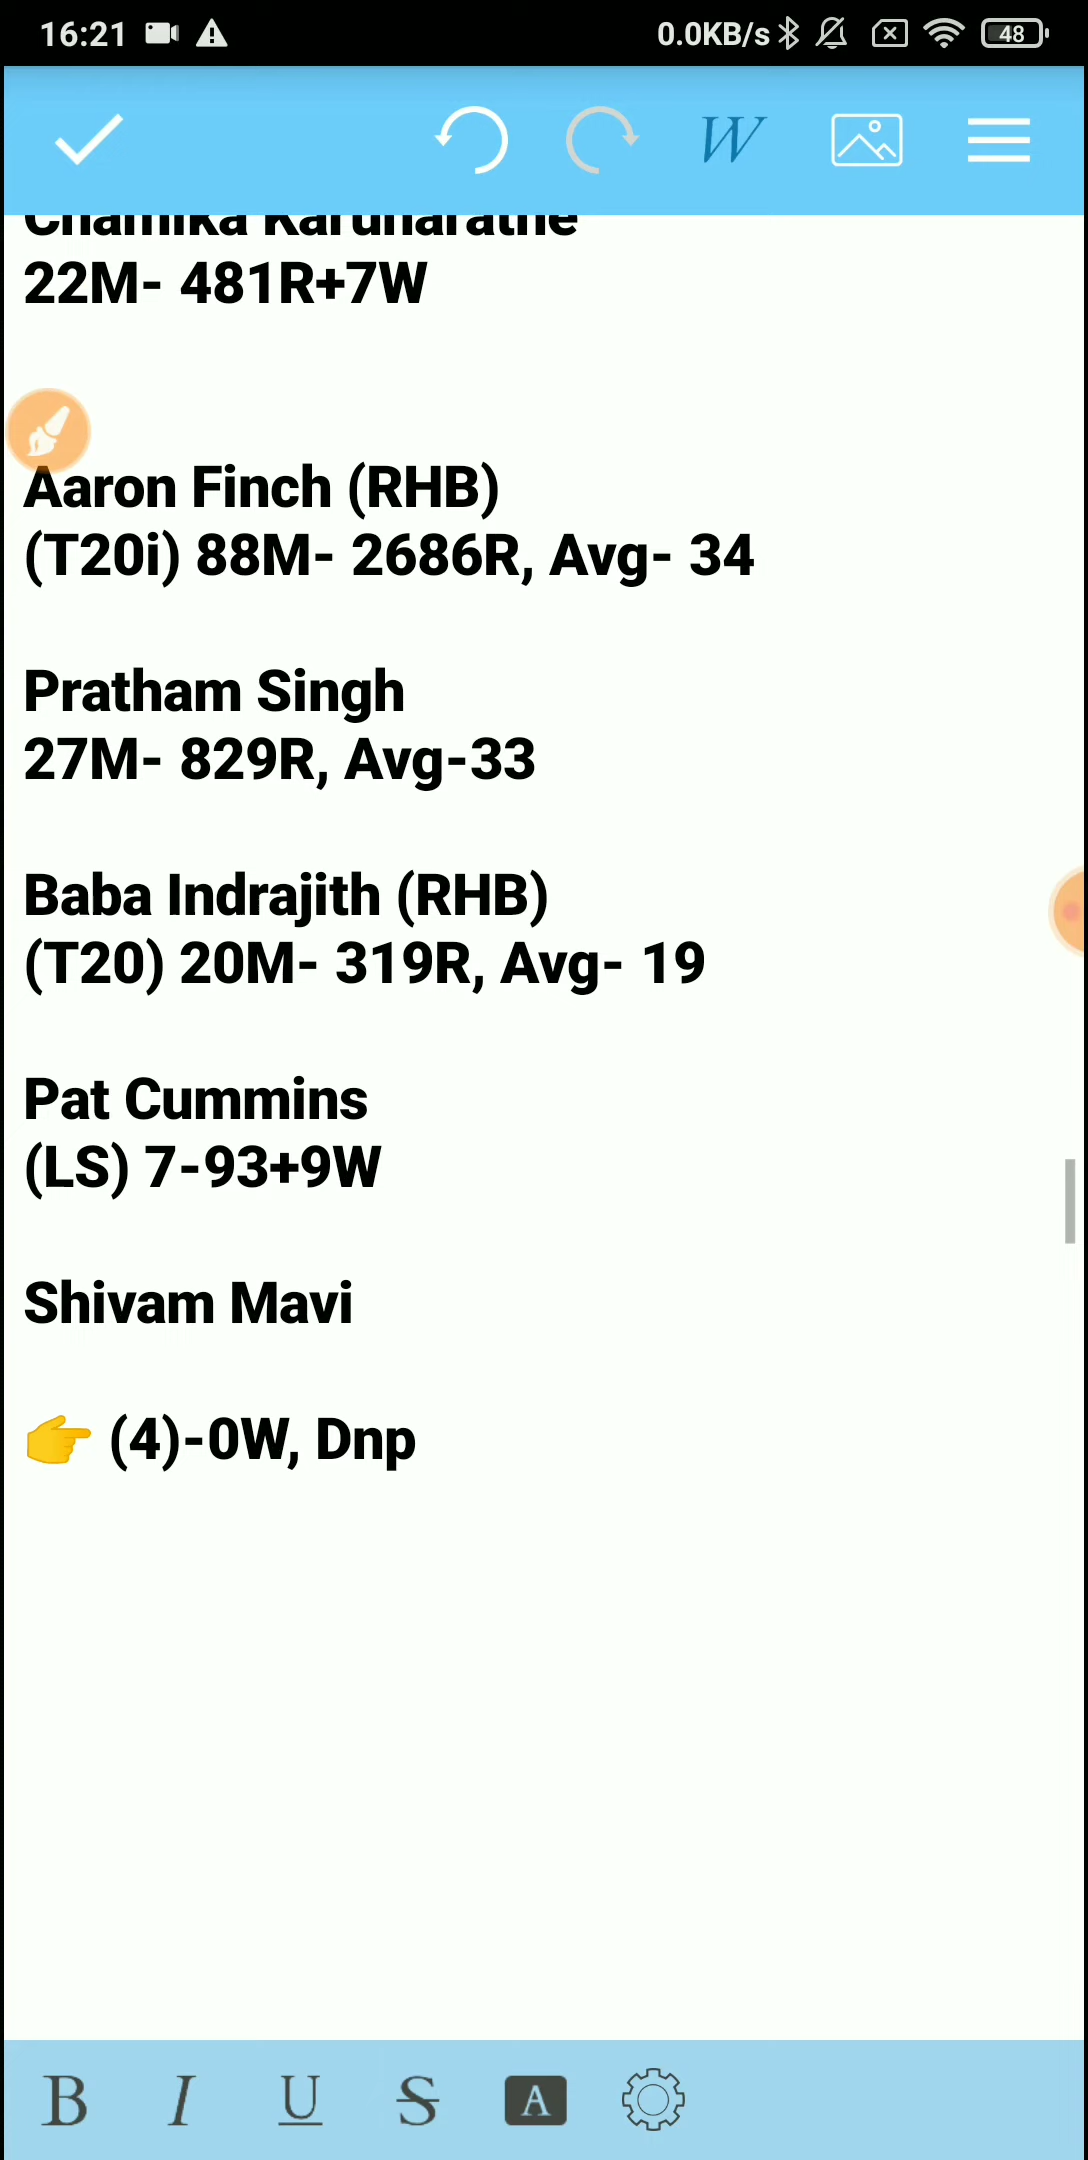 16:21
0.0KB/s
48
W
Chamika Karunaratne
22M- 481R+7W
Aaron Finch (RHB)
(T20i) 88M- 2686R, Avg- 34
Pratham Singh
27M- 829R, Avg-33
Baba Indrajith (RHB)
(T20) 20M- 319R, Avg- 19
Pat Cummins
(LS) 7-93+9W
Shivam Mavi
👉 (4)-0W, Dnp
B I U S A